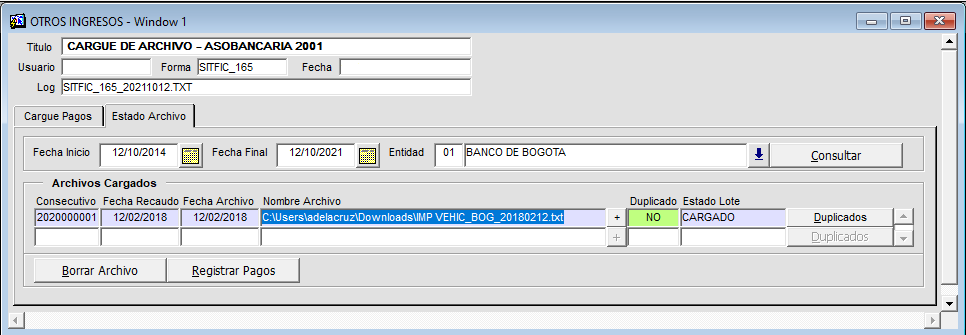 OTROS INGRESOS - Window 1
Titulo CARGUE DE ARCHIVO - ASOBANCARIA 2001
Usuario Forma SITFIC_165 Fecha
Log SITFIC_165_20211012.TXT
Cargue Pagos Estado Archivo
Fecha Inicio 12/10/2014 Fecha Final 12/10/2021 Entidad 01 BANCO DE BOGOTA Consultar
Archivos Cargados
Consecutivo Fecha Recaudo Fecha Archivo Nombre Archivo Duplicado Estado Lote
2020000001 12/02/2018 12/02/2018 C:\Users\adelacruz\Downloads\IMP VEHIC_BOG_20180212.txt + NO CARGADO Duplicados
+ Duplicados
Borrar Archivo Registrar Pagos